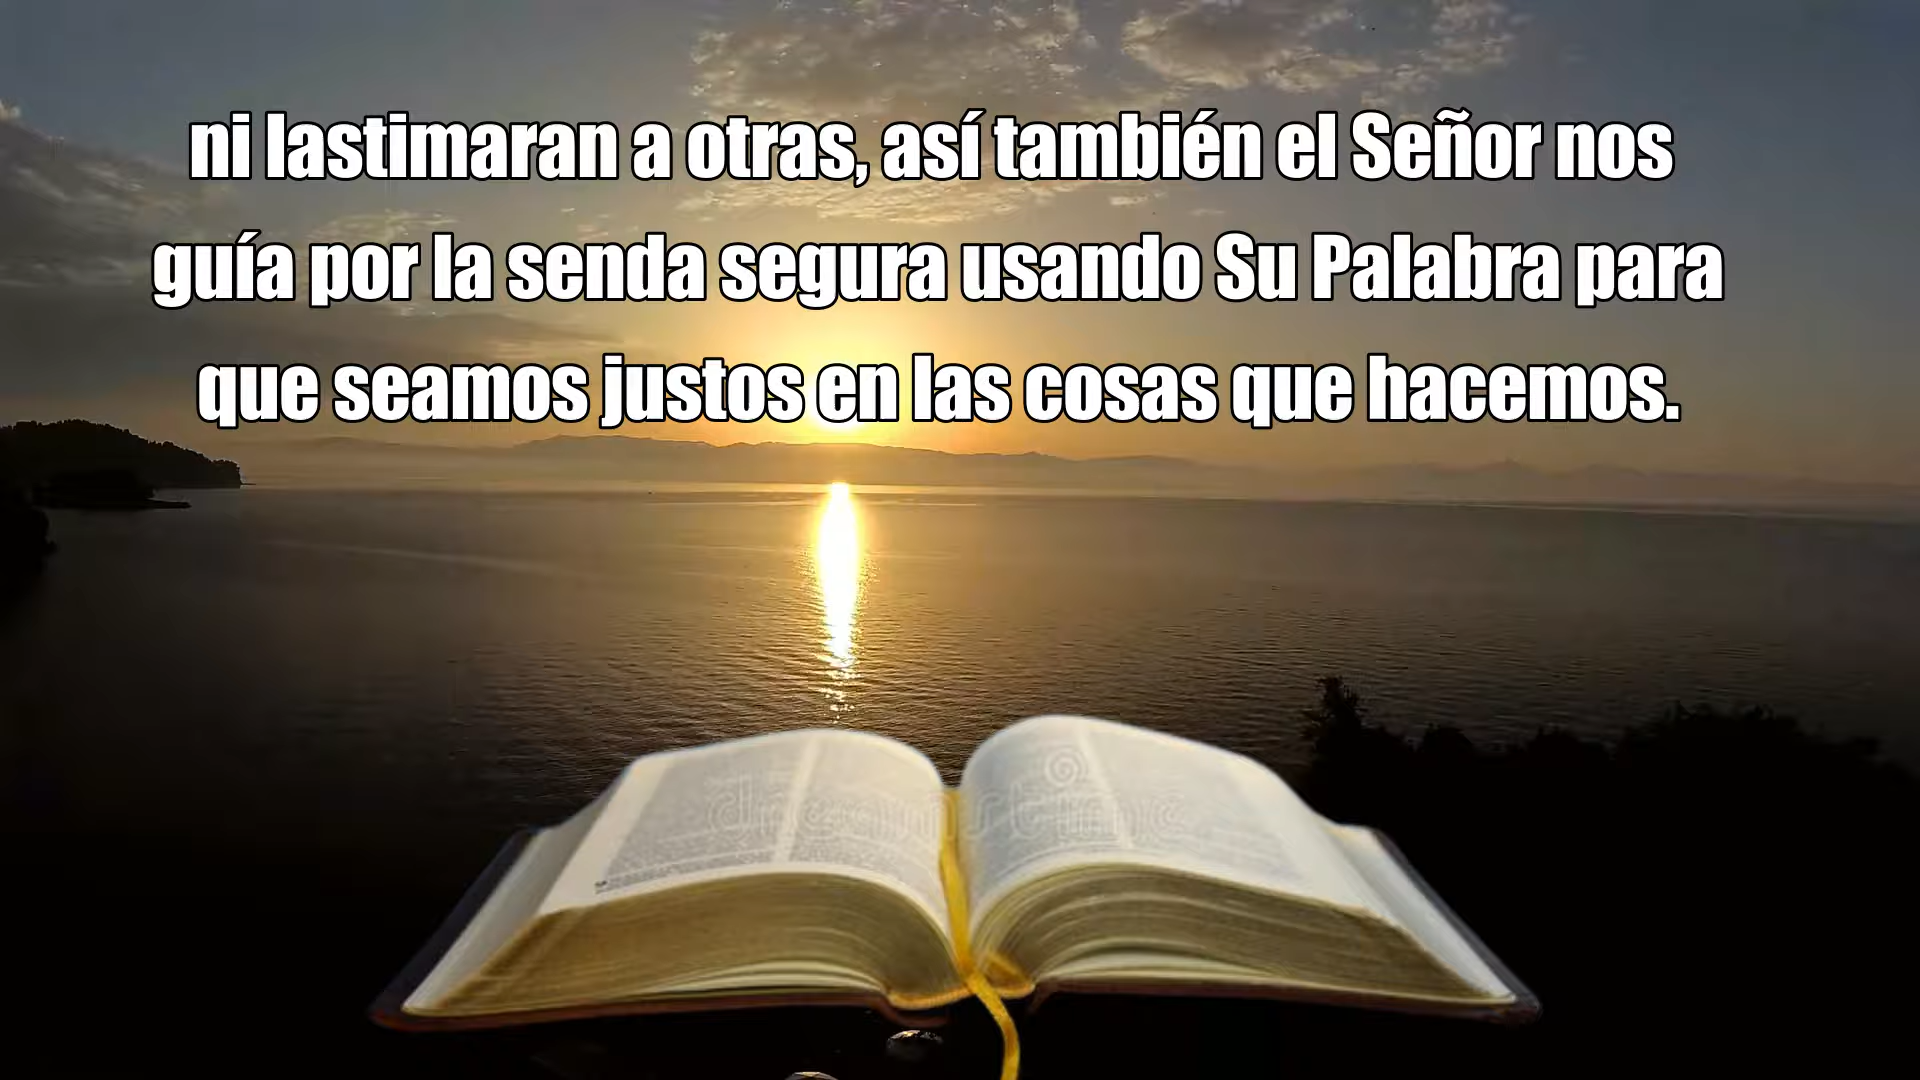 ni lastimaran a otras, así también el Señor nos
guía por la senda segura usando Su Palabra para
que seamos justos en las cosas que hacemos.
dreamstime